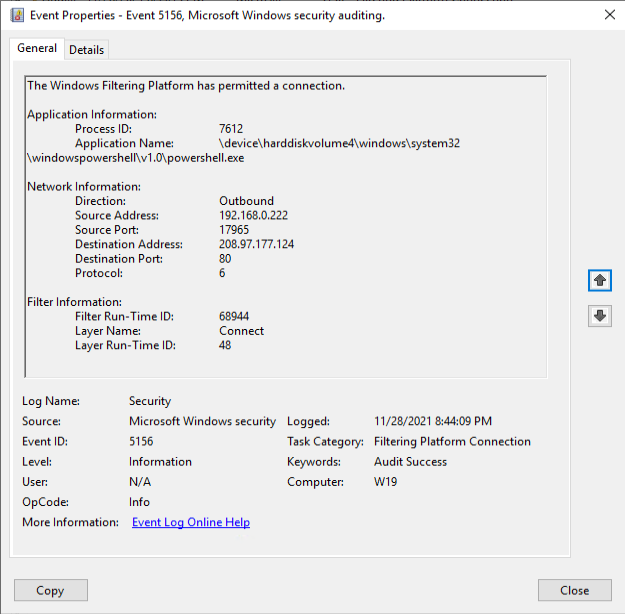 Event Properties - Event 5156, Microsoft Windows security auditing.
General Details
The Windows Filtering Platform has permitted a connection.
Application Information:
Process ID: 7612
Application Name: \device\harddiskvolume4\windows\system32
\windowspowershell\v1.0\powershell.exe
Network Information:
Direction: Outbound
Source Address: 192.168.0.222
Source Port: 17965
Destination Address: 208.97.177.124
Destination Port: 80
Protocol: 6
Filter Information:
Filter Run-Time ID: 68944
Layer Name: Connect
Layer Run-Time ID: 48
Log Name: Security
Source: Microsoft Windows security Logged: 11/28/2021 8:44:09 PM
Event ID: 5156 Task Category: Filtering Platform Connection
Level: Information Keywords: Audit Success
User: N/A Computer: W19
OpCode: Info
More Information: Event Log Online Help
Copy Close